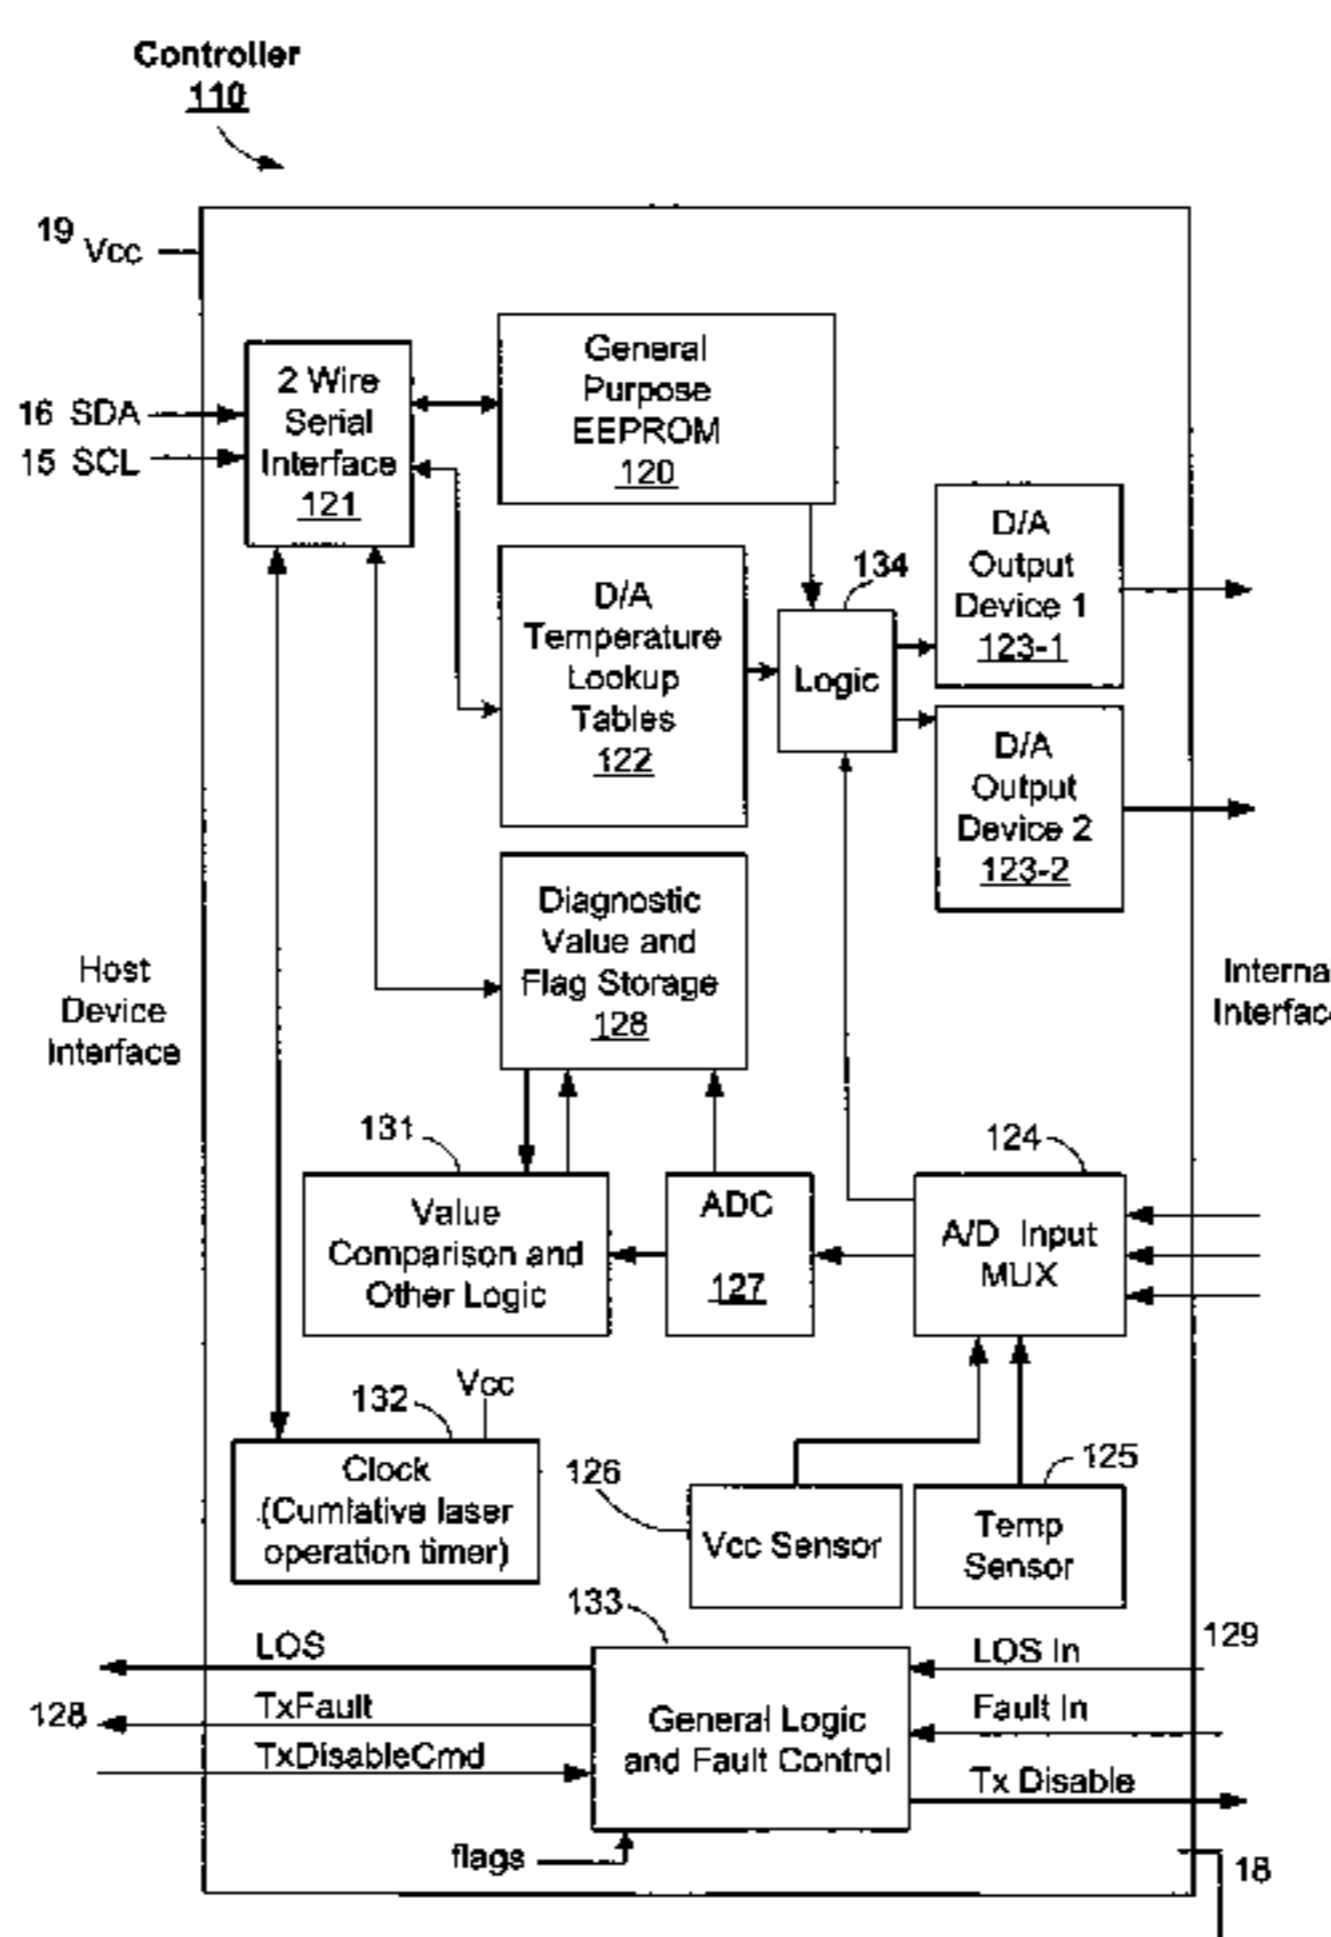 Controller
110
19 Vcc
2 Wire
Serial
Interface
121
16 SDA
15 SCL
General
Purpose
EEPROM
120
D/A
Temperature
Lookup
Tables
122
134
Logic
D/A
Output
Device 1
123-1
D/A
Output
Device 2
123-2
Diagnostic
Value and
Flag Storage
128
Host
Device
Interface
Internal
Interfac
131
Value
Comparison and
Other Logic
ADC
127
124
A/D Input
MUX
132
Vcc
Clock
(Cumlative laser
operation timer)
126
Vcc Sensor
125
Temp
Sensor
133
General Logic
and Fault Control
LOS
TxFault
128
TxDisableCmd
LOS In
129
Fault In
Tx Disable
flags
18